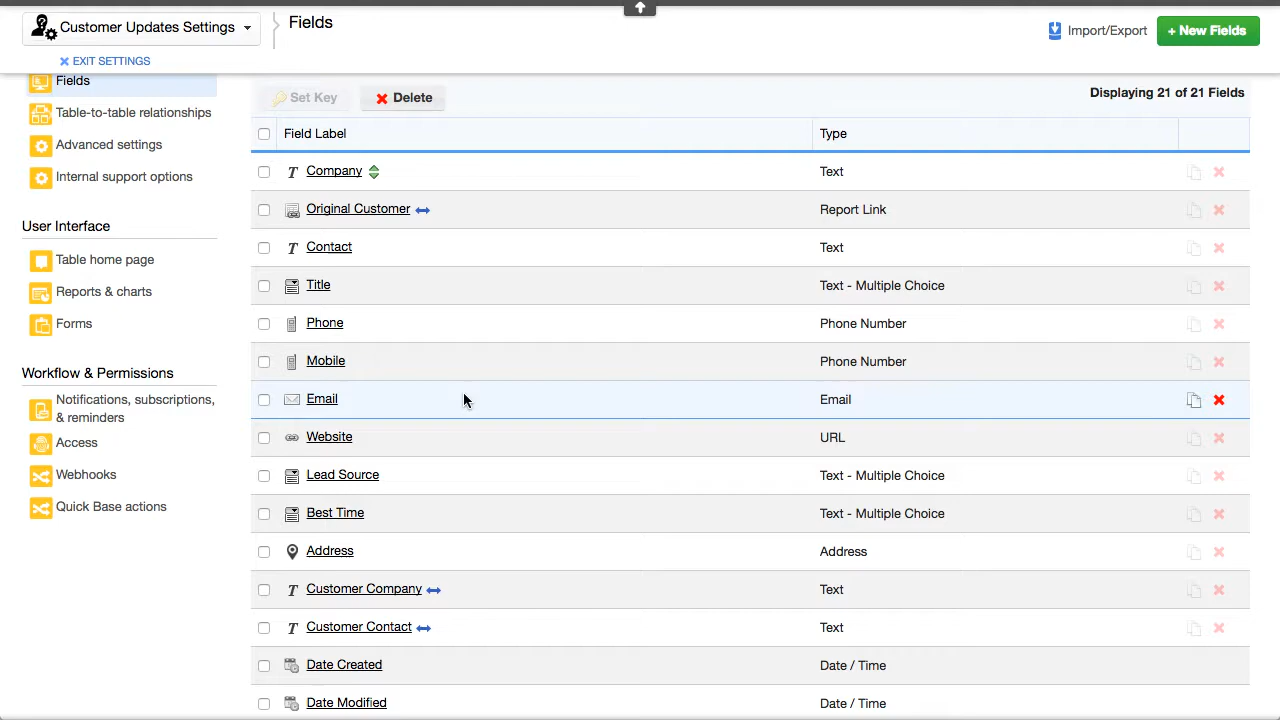 Customer Updates Settings
Fields
Import/Export
+ New Fields
EXIT SETTINGS
Fields
Table-to-table relationships
Advanced settings
Internal support options
User Interface
Table home page
Reports & charts
Forms
Workflow & Permissions
Notifications, subscriptions,
& reminders
Access
Webhooks
Quick Base actions
Set Key
Delete
Displaying 21 of 21 Fields
Field Label Type
Company Text
Original Customer Report Link
Contact Text
Title Text - Multiple Choice
Phone Phone Number
Mobile Phone Number
Email Email
Website URL
Lead Source Text - Multiple Choice
Best Time Text - Multiple Choice
Address Address
Customer Company Text
Customer Contact Text
Date Created Date / Time
Date Modified Date / Time